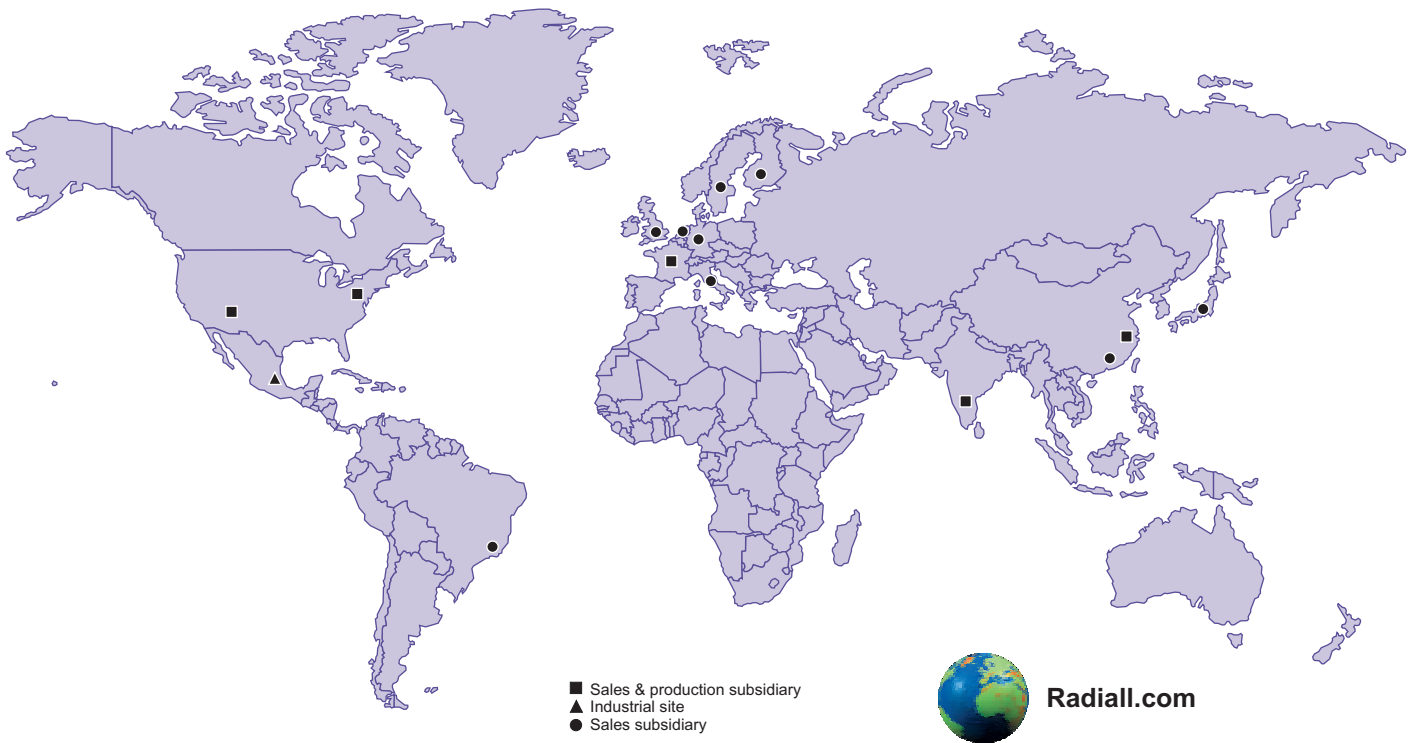 Sales & production subsidiary
Industrial site
Sales subsidiary
Radiall.com